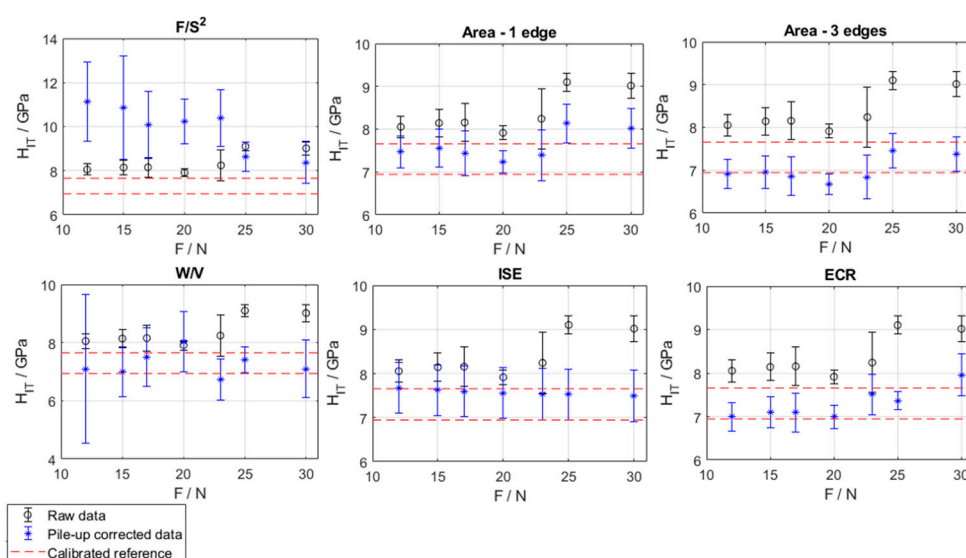 F/S²
14
12
10
8
6
H_IT / GPa
10 15 20 25 30
F / N
Area - 1 edge
10
9
8
7
6
H_IT / GPa
10 15 20 25 30
F / N
Area - 3 edges
10
9
8
7
6
H_IT / GPa
10 15 20 25 30
F / N
W/V
10
8
6
4
H_IT / GPa
10 15 20 25 30
F / N
ISE
10
9
8
7
6
H_IT / GPa
10 15 20 25 30
F / N
ECR
10
9
8
7
6
H_IT / GPa
10 15 20 25 30
F / N
Raw data
Pile-up corrected data
Calibrated reference